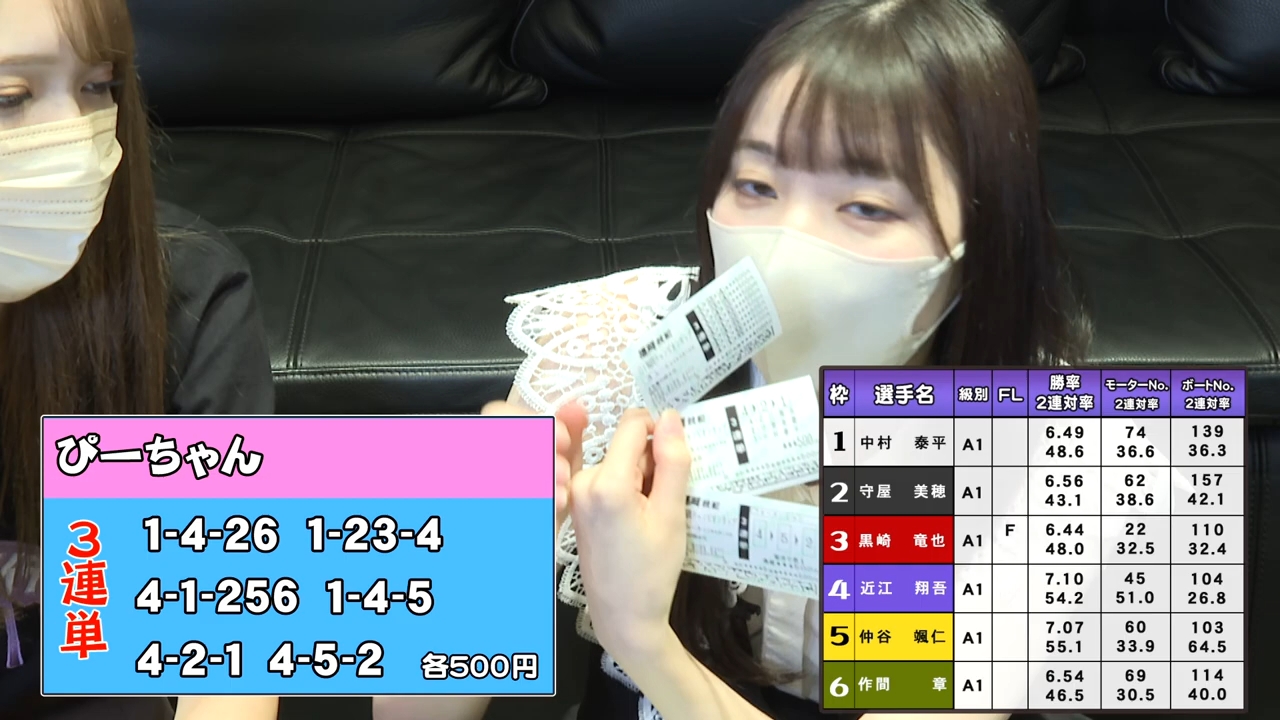 ぴーちゃん
3連単
1-4-26 1-23-4
4-1-256 1-4-5
4-2-1 4-5-2 各500円
枠 選手名 級別 FL 勝率 2連対率 モーターNo. 2連対率 ボートNo. 2連対率
1 中村 泰平 A1 6.49 48.6 74 36.6 139 36.3
2 守屋 美穂 A1 6.56 43.1 62 38.6 157 42.1
3 黒崎 竜也 A1 F 6.44 48.0 22 32.5 110 32.4
4 近江 翔吾 A1 7.10 54.2 45 51.0 104 26.8
5 仲谷 颯仁 A1 7.07 55.1 60 33.9 103 64.5
6 作間 章 A1 6.54 46.5 69 30.5 114 40.0